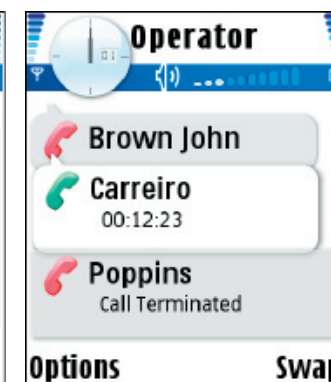 Operator
Brown John
Carreiro
00:12:23
Poppins
Call Terminated
Options Swap